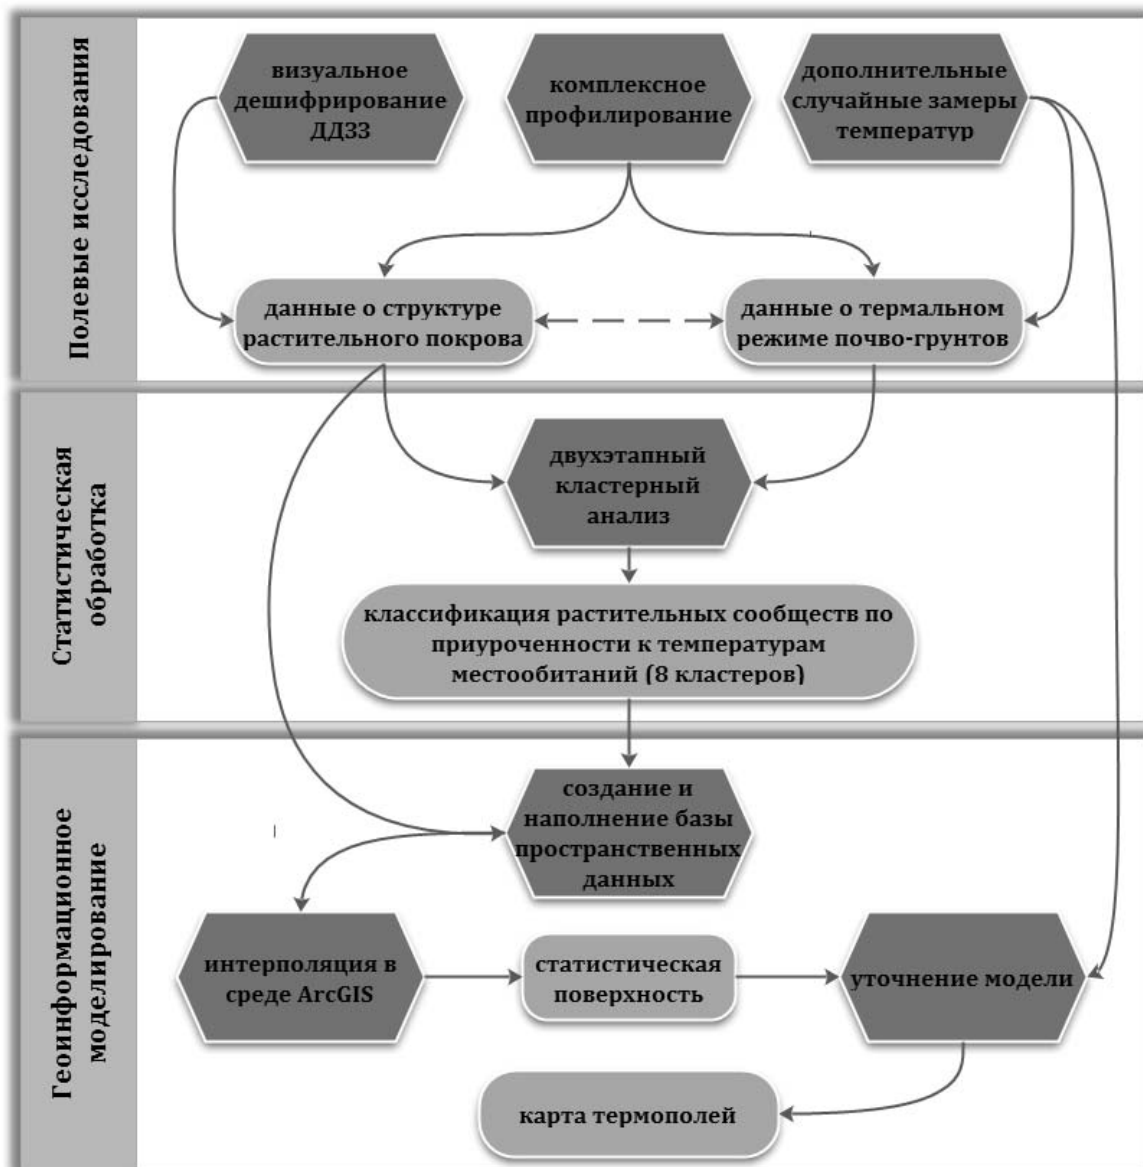 Полевые исследования
визуальное
дешифрирование
ДДЗЗ
комплексное
профилирование
дополнительные
случайные замеры
температур
данные о структуре
растительного покрова
данные о термальном
режиме почво-грунтов
Статистическая
обработка
двухэтапный
кластерный
анализ
классификация растительных сообществ по
приуроченности к температурам
местообитаний (8 кластеров)
Геоинформационное
моделирование
создание и
наполнение базы
пространственных
данных
интерполяция в
среде ArcGIS
статистическая
поверхность
уточнение модели
карта термополей